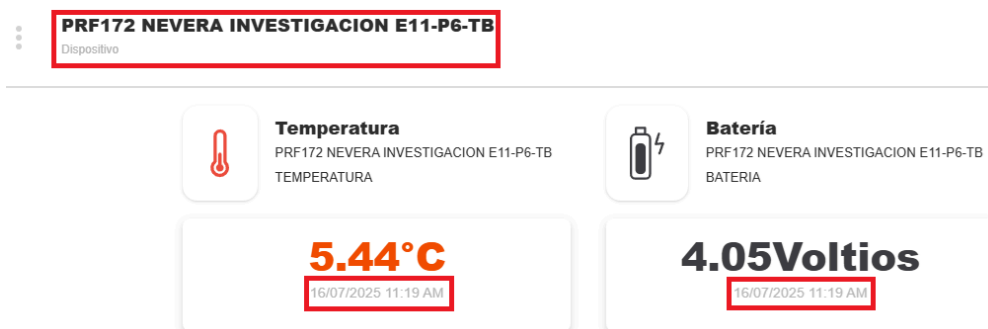 PRF172 NEVERA INVESTIGACION E11-P6-TB
Dispositivo
Temperatura
PRF172 NEVERA INVESTIGACION E11-P6-TB
TEMPERATURA
Batería
PRF172 NEVERA INVESTIGACION E11-P6-TB
BATERIA
5.44°C
16/07/2025 11:19 AM
4.05Voltios
16/07/2025 11:19 AM